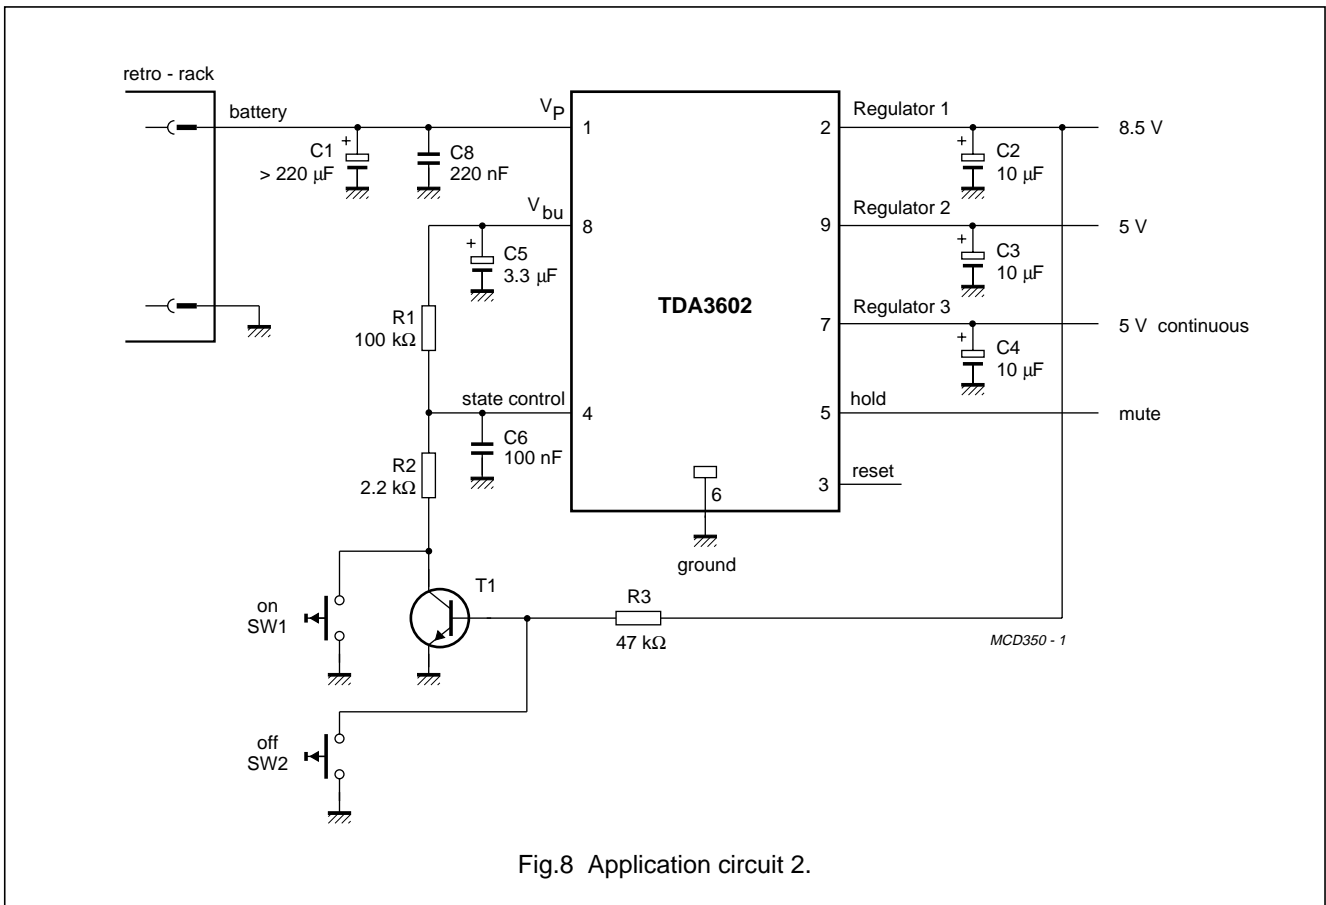 retro - rack
battery
VP
1
C1
+
> 220 µF
C8
220 nF
Vbu
8
+
C5
3.3 µF
R1
100 kΩ
state control
4
C6
100 nF
R2
2.2 kΩ
TDA3602
6
ground
2
Regulator 1
8.5 V
+
C2
10 µF
9
Regulator 2
5 V
+
C3
10 µF
7
Regulator 3
5 V continuous
+
C4
10 µF
5
hold
mute
3
reset
on
SW1
T1
R3
47 kΩ
MCD350 - 1
off
SW2
Fig.8 Application circuit 2.